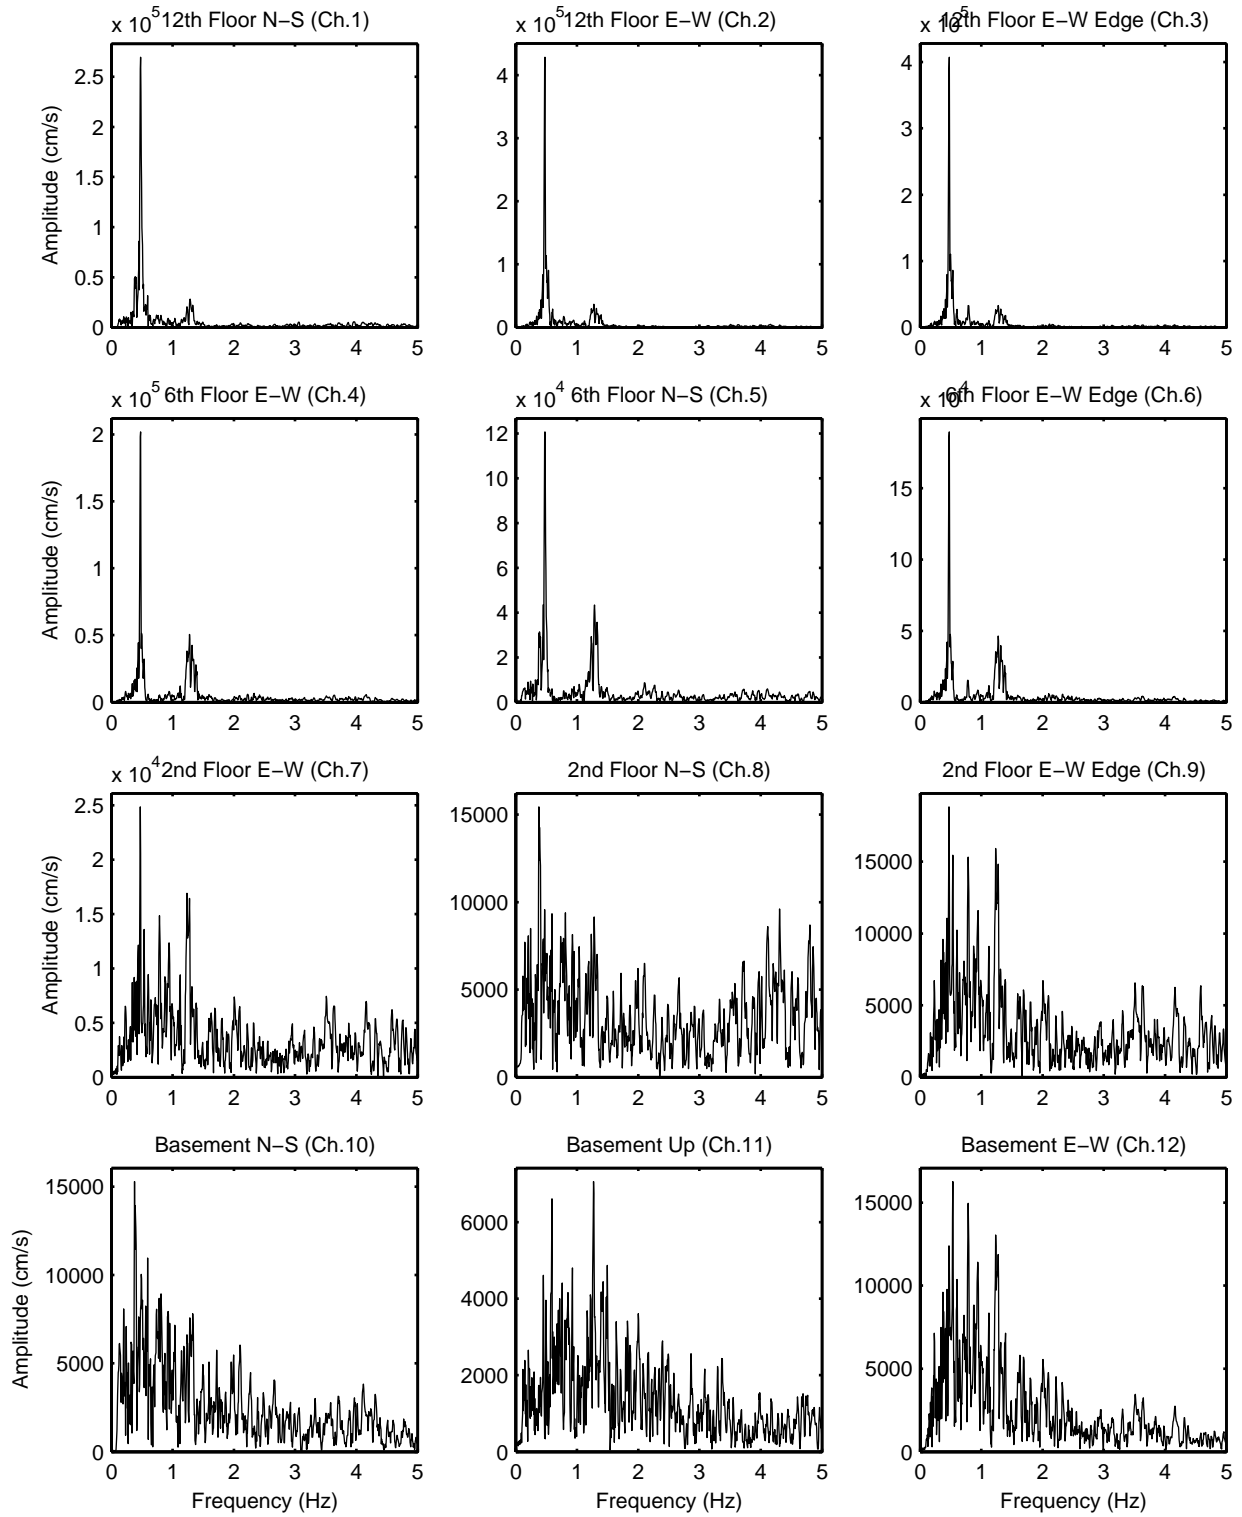 x 10^5 12th Floor N−S (Ch.1)
x 10^5 12th Floor E−W (Ch.2)
x 10^5 12th Floor E−W Edge (Ch.3)
2.5
2
1.5
1
0.5
0
Amplitude (cm/s)
0 1 2 3 4 5
4
3
2
1
0
0 1 2 3 4 5
4
3
2
1
0
0 1 2 3 4 5
x 10^5 6th Floor E−W (Ch.4)
x 10^4 6th Floor N−S (Ch.5)
x 10^4 6th Floor E−W Edge (Ch.6)
2
1.5
1
0.5
0
Amplitude (cm/s)
0 1 2 3 4 5
12
10
8
6
4
2
0
0 1 2 3 4 5
15
10
5
0
0 1 2 3 4 5
x 10^4 2nd Floor E−W (Ch.7)
2nd Floor N−S (Ch.8)
2nd Floor E−W Edge (Ch.9)
2.5
2
1.5
1
0.5
0
Amplitude (cm/s)
0 1 2 3 4 5
15000
10000
5000
0
0 1 2 3 4 5
15000
10000
5000
0
0 1 2 3 4 5
Basement N−S (Ch.10)
Basement Up (Ch.11)
Basement E−W (Ch.12)
15000
10000
5000
0
Amplitude (cm/s)
0 1 2 3 4 5
Frequency (Hz)
6000
4000
2000
0
0 1 2 3 4 5
Frequency (Hz)
15000
10000
5000
0
0 1 2 3 4 5
Frequency (Hz)